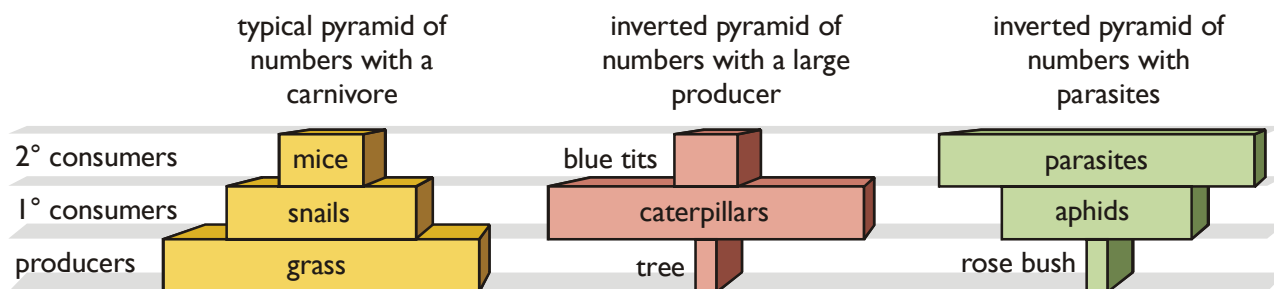 typical pyramid of
numbers with a
carnivore
inverted pyramid of
numbers with a large
producer
inverted pyramid of
numbers with
parasites
2° consumers
mice
blue tits
parasites
1° consumers
snails
caterpillars
aphids
producers
grass
tree
rose bush